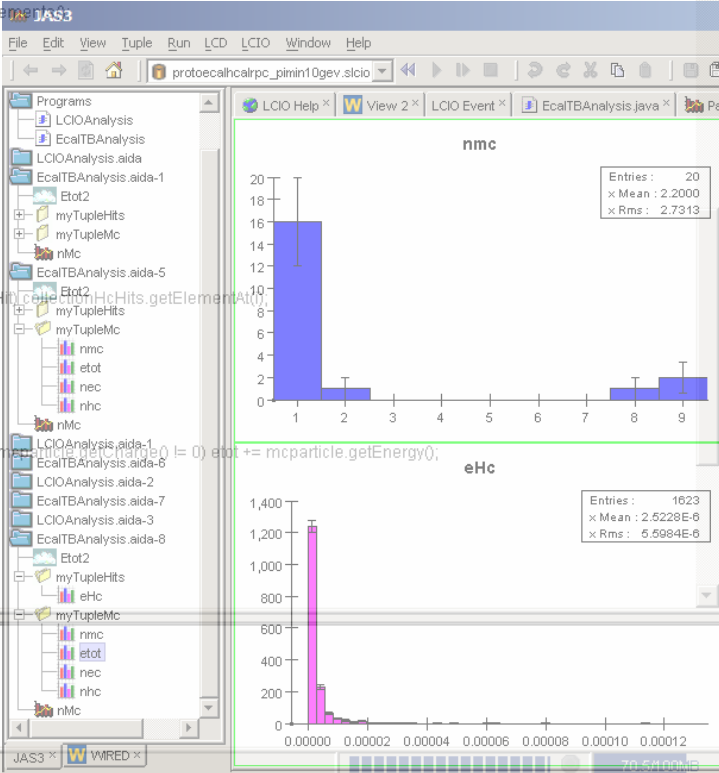 ements();
JAS3
File Edit View Tuple Run LCD LCIO Window Help
protoecalhcalrpc_pimin10gev.slcio
Programs
LCIOAnalysis
EcalTBAnalysis
LCIOAnalysis.aida
EcalTBAnalysis.aida-1
Etot2
myTupleHits
myTupleMc
nMc
EcalTBAnalysis.aida-5
Etot2
Hit) collectionHcHits.getElementAt(i);
myTupleHits
myTupleMc
nmc
etot
nec
nhc
nMc
LCIOAnalysis.aida-1
mcparticle.getCharge() != 0) etot += mcparticle.getEnergy();
EcalTBAnalysis.aida-6
LCIOAnalysis.aida-2
EcalTBAnalysis.aida-7
LCIOAnalysis.aida-3
EcalTBAnalysis.aida-8
Etot2
myTupleHits
eHc
myTupleMc
nmc
etot
nec
nhc
nMc
JAS3 WIRED
LCIO Help View 2 LCIO Event EcalTBAnalysis.java Pa
nmc
Entries : 20
x Mean : 2.2000
x Rms : 2.7313
20
18
16
14
12
10
8
6
4
2
0
1 2 3 4 5 6 7 8 9
eHc
Entries : 1623
x Mean : 2.5228E-6
x Rms : 5.5984E-6
1,400
1,200
1,000
800
600
400
200
0
0.00000 0.00002 0.00004 0.00006 0.00008 0.00010 0.00012
70.5/100MB